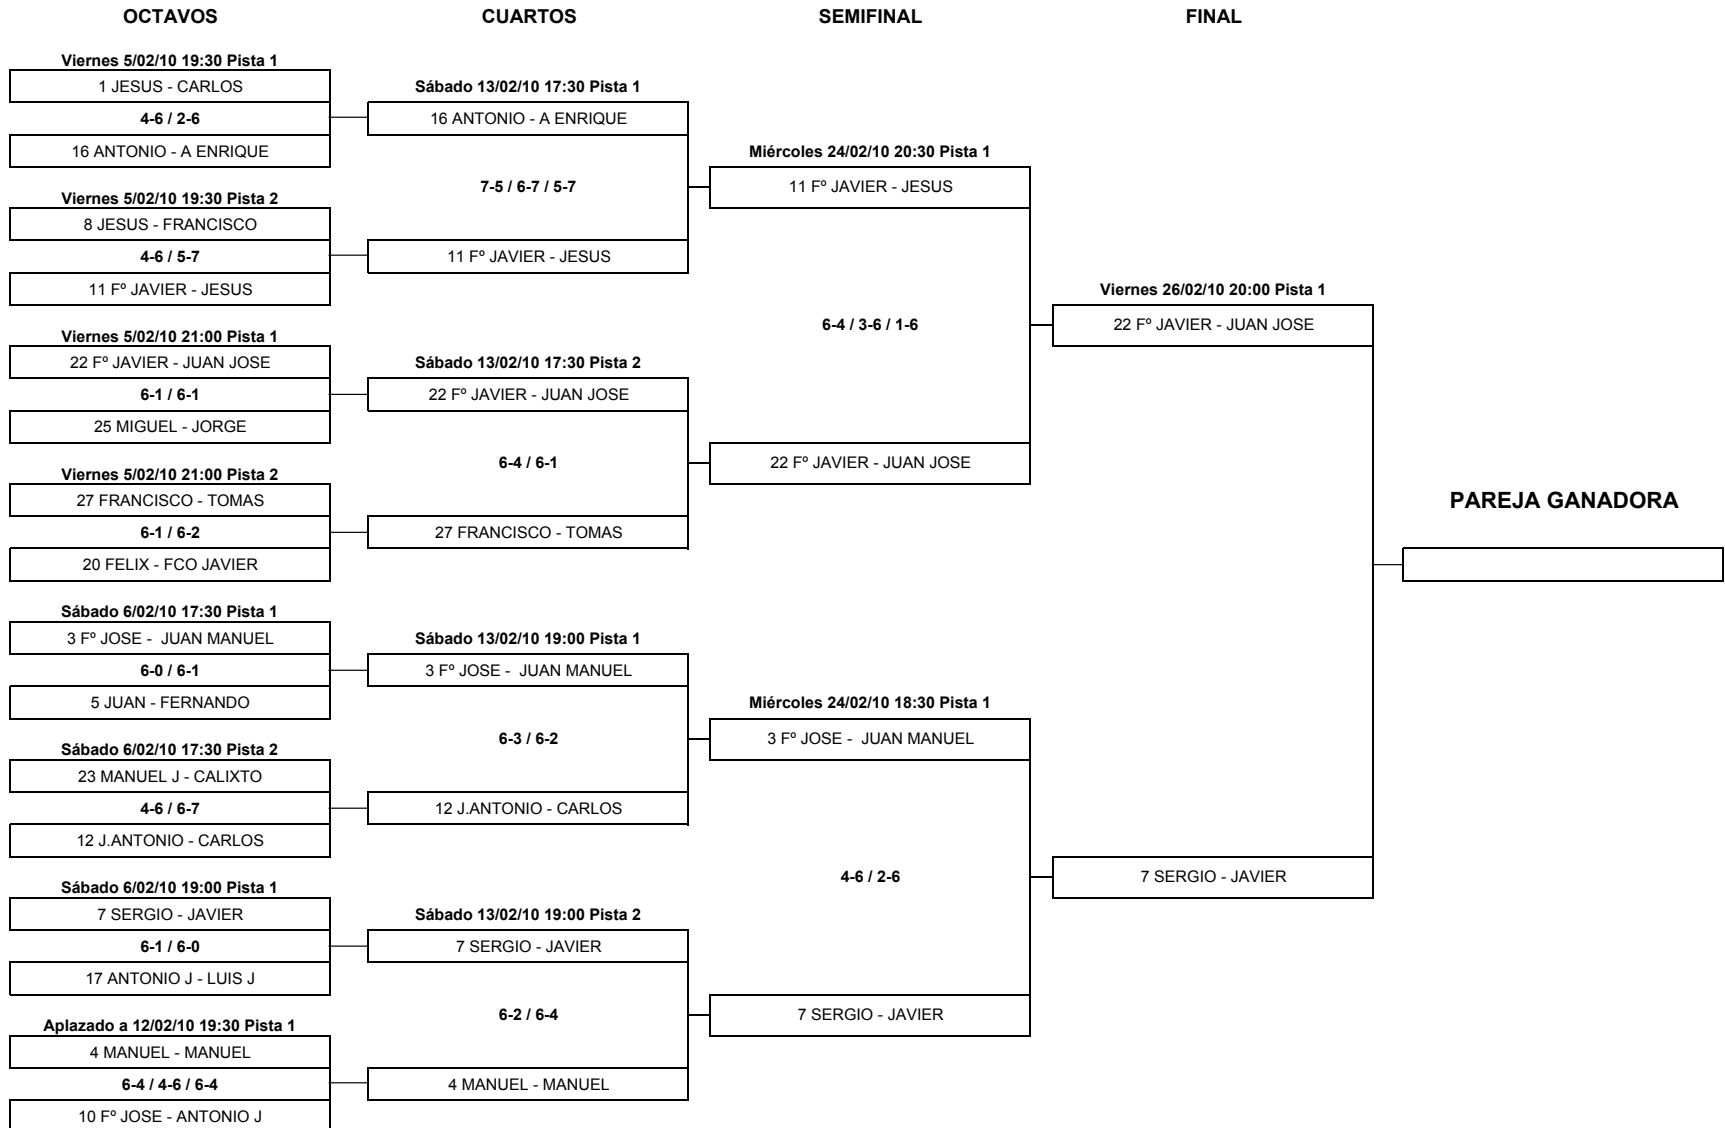 OCTAVOS
CUARTOS
SEMIFINAL
FINAL
Viernes 5/02/10 19:30 Pista 1
1 JESUS - CARLOS
4-6 / 2-6
16 ANTONIO - A ENRIQUE
Viernes 5/02/10 19:30 Pista 2
8 JESUS - FRANCISCO
4-6 / 5-7
11 Fº JAVIER - JESUS
Viernes 5/02/10 21:00 Pista 1
22 Fº JAVIER - JUAN JOSE
6-1 / 6-1
25 MIGUEL - JORGE
Viernes 5/02/10 21:00 Pista 2
27 FRANCISCO - TOMAS
6-1 / 6-2
20 FELIX - FCO JAVIER
Sábado 6/02/10 17:30 Pista 1
3 Fº JOSE -  JUAN MANUEL
6-0 / 6-1
5 JUAN - FERNANDO
Sábado 6/02/10 17:30 Pista 2
23 MANUEL J - CALIXTO
4-6 / 6-7
12 J.ANTONIO - CARLOS
Sábado 6/02/10 19:00 Pista 1
7 SERGIO - JAVIER
6-1 / 6-0
17 ANTONIO J - LUIS J
Aplazado a 12/02/10 19:30 Pista 1
4 MANUEL - MANUEL
6-4 / 4-6 / 6-4
10 Fº JOSE - ANTONIO J
Sábado 13/02/10 17:30 Pista 1
16 ANTONIO - A ENRIQUE
7-5 / 6-7 / 5-7
11 Fº JAVIER - JESUS
Sábado 13/02/10 17:30 Pista 2
22 Fº JAVIER - JUAN JOSE
6-4 / 6-1
27 FRANCISCO - TOMAS
Sábado 13/02/10 19:00 Pista 1
3 Fº JOSE -  JUAN MANUEL
6-3 / 6-2
12 J.ANTONIO - CARLOS
Sábado 13/02/10 19:00 Pista 2
7 SERGIO - JAVIER
6-2 / 6-4
4 MANUEL - MANUEL
Miércoles 24/02/10 20:30 Pista 1
11 Fº JAVIER - JESUS
6-4 / 3-6 / 1-6
22 Fº JAVIER - JUAN JOSE
Miércoles 24/02/10 18:30 Pista 1
3 Fº JOSE -  JUAN MANUEL
4-6 / 2-6
7 SERGIO - JAVIER
Viernes 26/02/10 20:00 Pista 1
22 Fº JAVIER - JUAN JOSE
7 SERGIO - JAVIER
PAREJA GANADORA